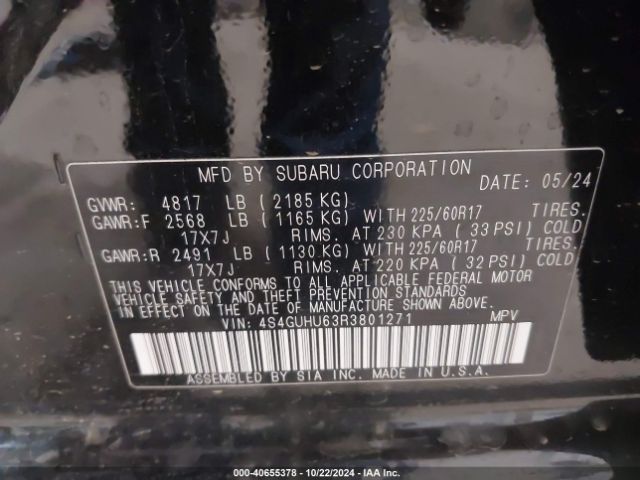 MFD BY SUBARU CORPORATION DATE: 05/24
GVWR: 4817 LB ( 2185 KG)
GAWR:F 2568 LB ( 1165 KG) WITH 225/60R17 TIRES.
17X7J RIMS. AT 230 KPA ( 33 PSI) COLD
GAWR:R 2491 LB ( 1130 KG) WITH 225/60R17 TIRES.
17X7J RIMS. AT 220 KPA ( 32 PSI) COLD
THIS VEHICLE CONFORMS TO ALL APPLICABLE FEDERAL MOTOR
VEHICLE SAFETY AND THEFT PREVENTION STANDARDS
IN EFFECT ON THE DATE OF MANUFACTURE SHOWN ABOVE.
VIN: 4S4GUHU63R3801271 MPV
ASSEMBLED BY SIA INC. MADE IN U.S.A.
000-40655378 - 10/22/2024 - IAA Inc.